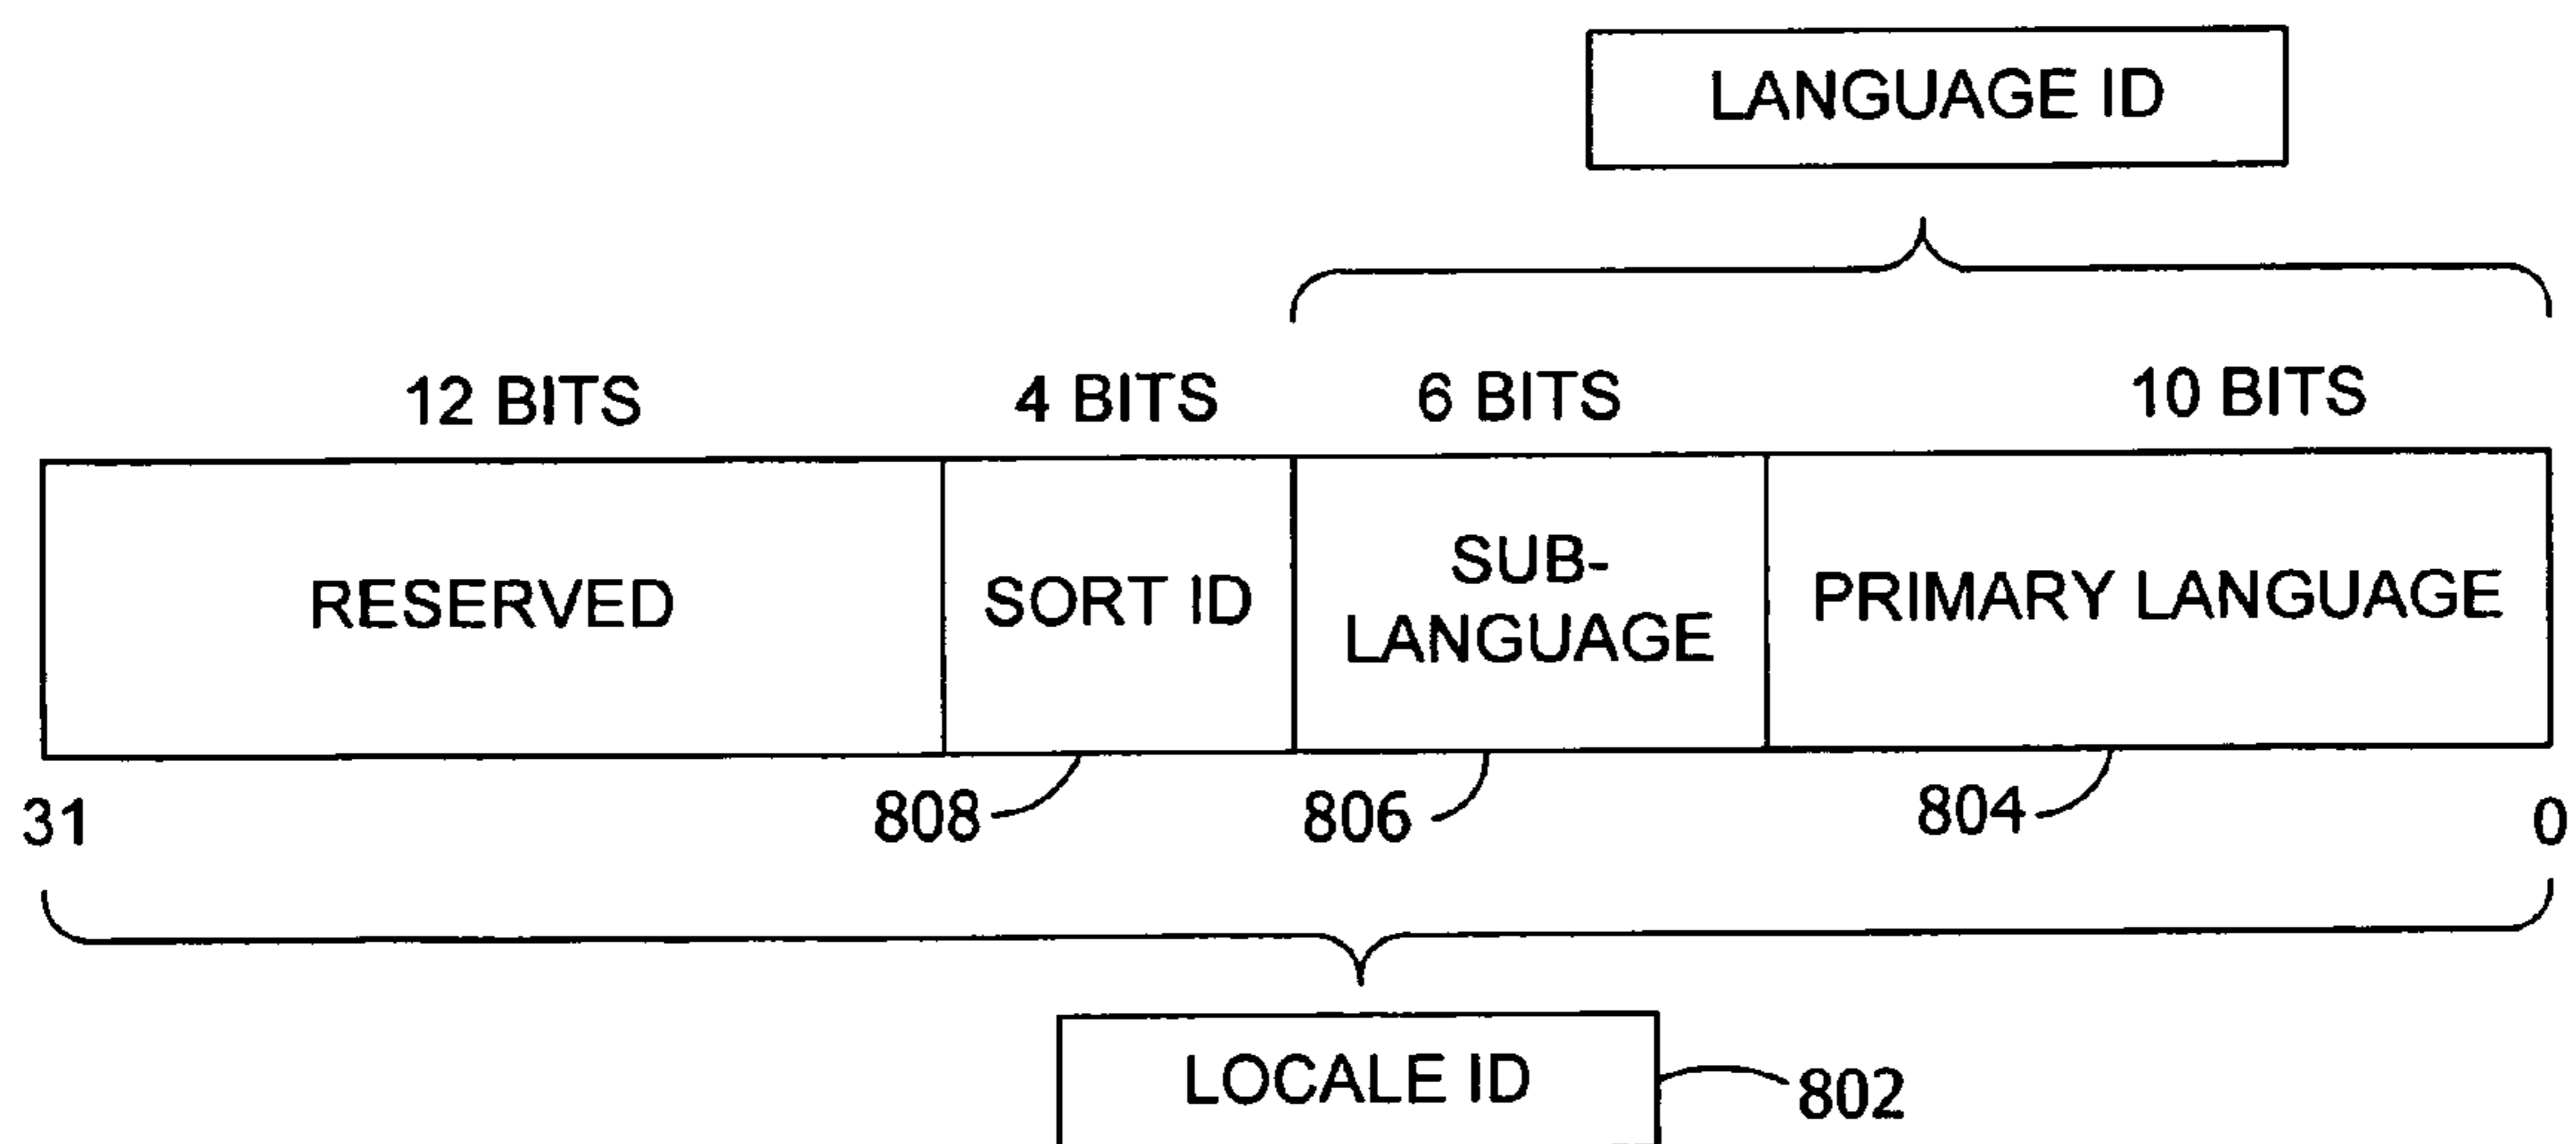 LANGUAGE ID
12 BITS
4 BITS
6 BITS
10 BITS
RESERVED
SORT ID
SUB-
LANGUAGE
PRIMARY LANGUAGE
31
808
806
804
0
LOCALE ID
802